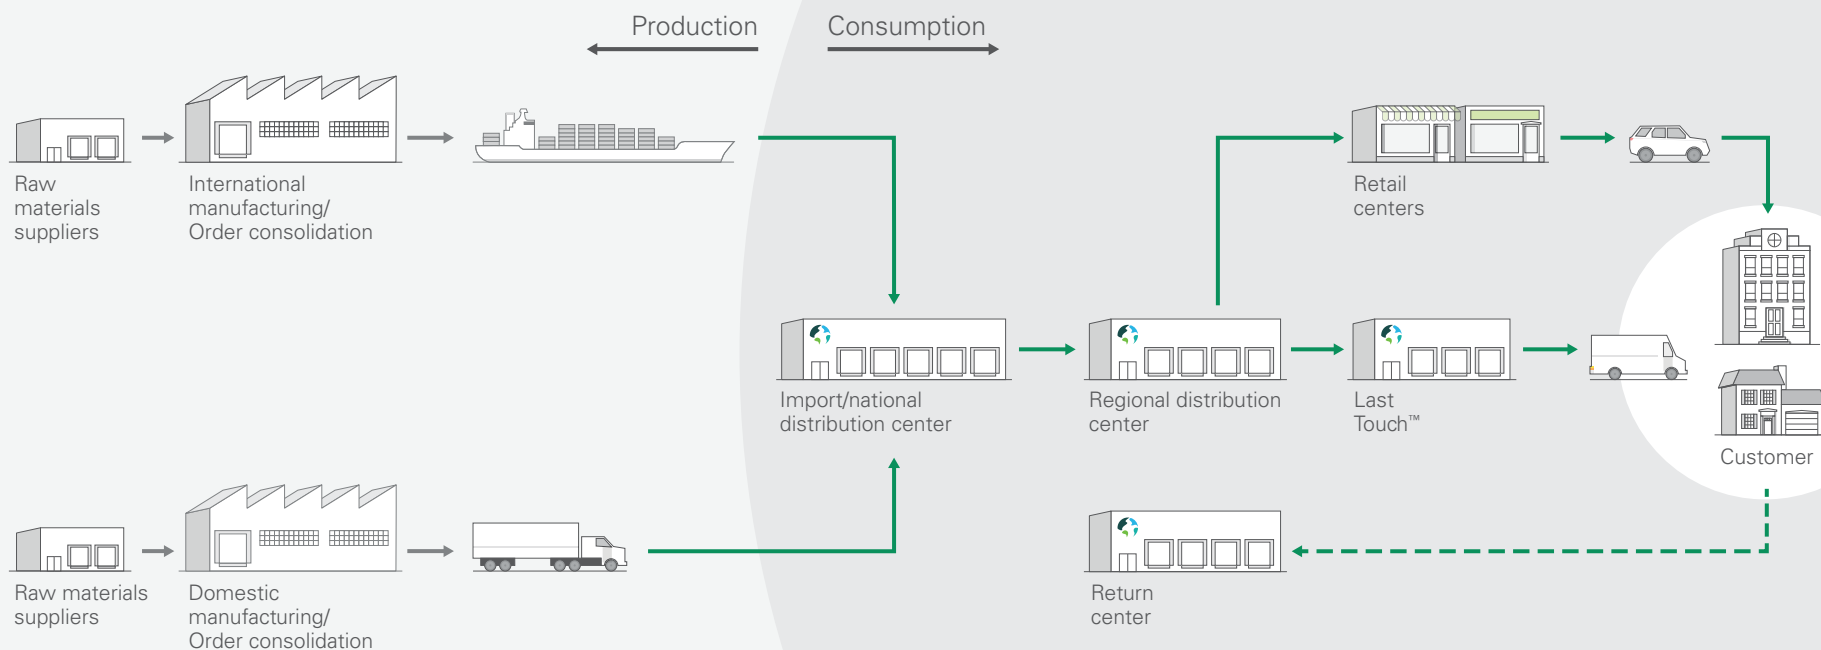 Production
Consumption
Raw
materials
suppliers
International
manufacturing/
Order consolidation
Retail
centers
Import/national
distribution center
Regional distribution
center
Last
Touch™
Customer
Raw materials
suppliers
Domestic
manufacturing/
Order consolidation
Return
center